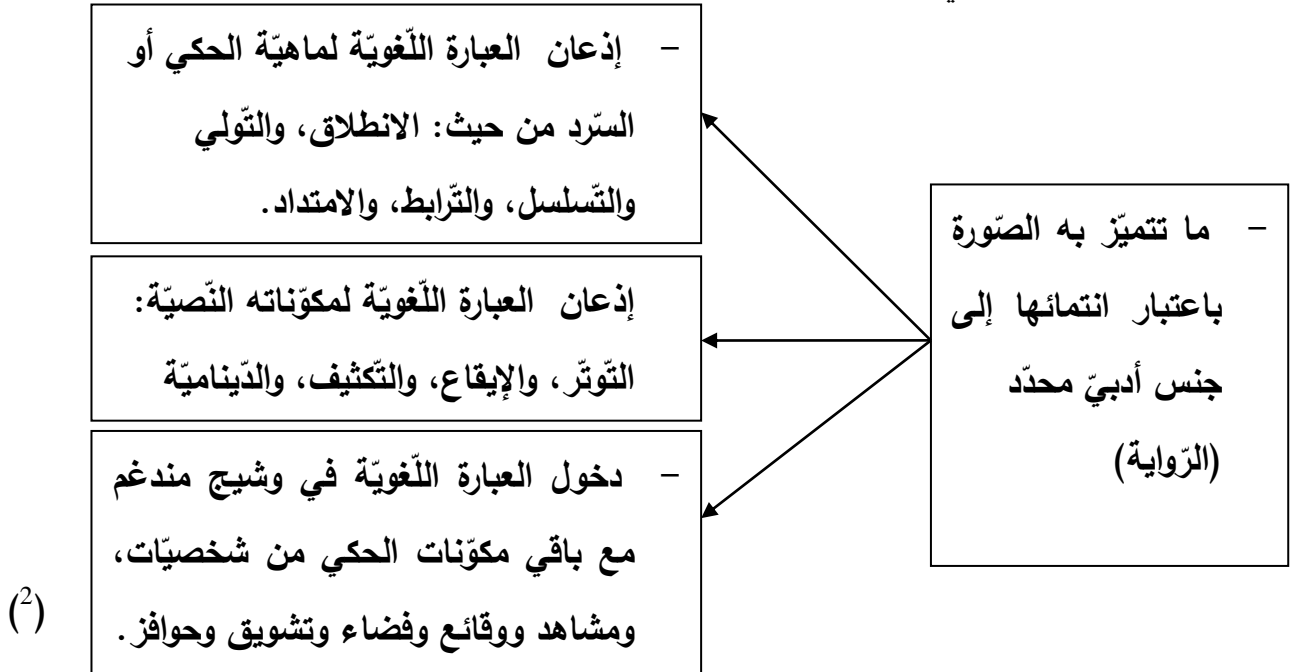 – ما تتميّز به الصّورة
باعتبار انتمائها إلى
جنس أدبيّ محدّد
(الرّواية)
– إذعان العبارة اللّغويّة لماهيّة الحكي أو
السّرد من حيث: الانطلاق، والتّولي
والتّسلسل، والتّرابط، والامتداد.
إذعان العبارة اللّغويّة لمكوّناته النّصيّة:
التّوتّر، والإيقاع، والتّكثيف، والدّيناميّة
– دخول العبارة اللّغويّة في وشيج مندغم
مع باقي مكوّنات الحكي من شخصيّات،
ومشاهد ووقائع وفضاء وتشويق وحوافز.
(2)